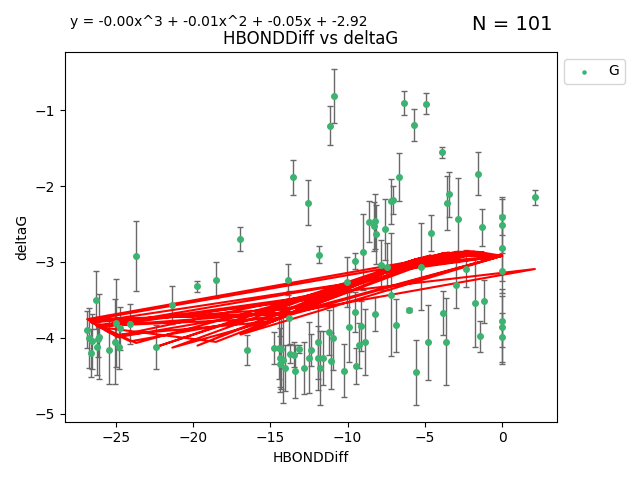 y = -0.00x^3 + -0.01x^2 + -0.05x + -2.92
N = 101
HBONDDiff vs deltaG
G
deltaG
−1
−2
−3
−4
−5
−25
−20
−15
−10
−5
0
HBONDDiff